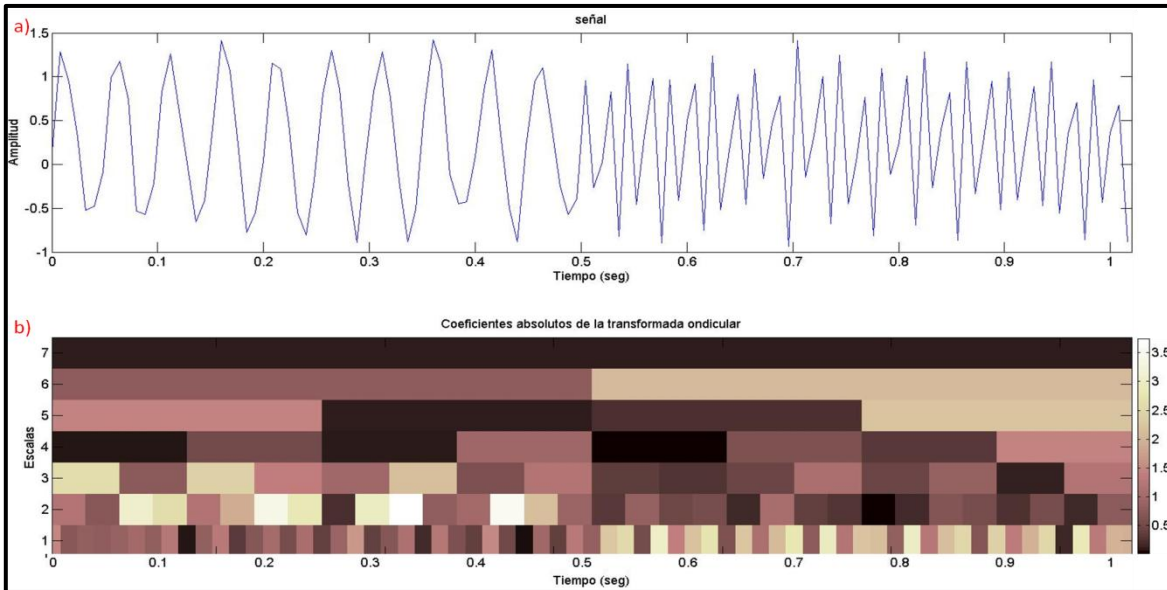 a)
señal
Amplitud
1.5
1
0.5
0
-0.5
-1
0 0.1 0.2 0.3 0.4 0.5 0.6 0.7 0.8 0.9 1
Tiempo (seg)
b)
Coeficientes absolutos de la transformada ondicular
Escalas
7
6
5
4
3
2
1
0 0.1 0.2 0.3 0.4 0.5 0.6 0.7 0.8 0.9 1
Tiempo (seg)
3.5
3
2.5
2
1.5
1
0.5